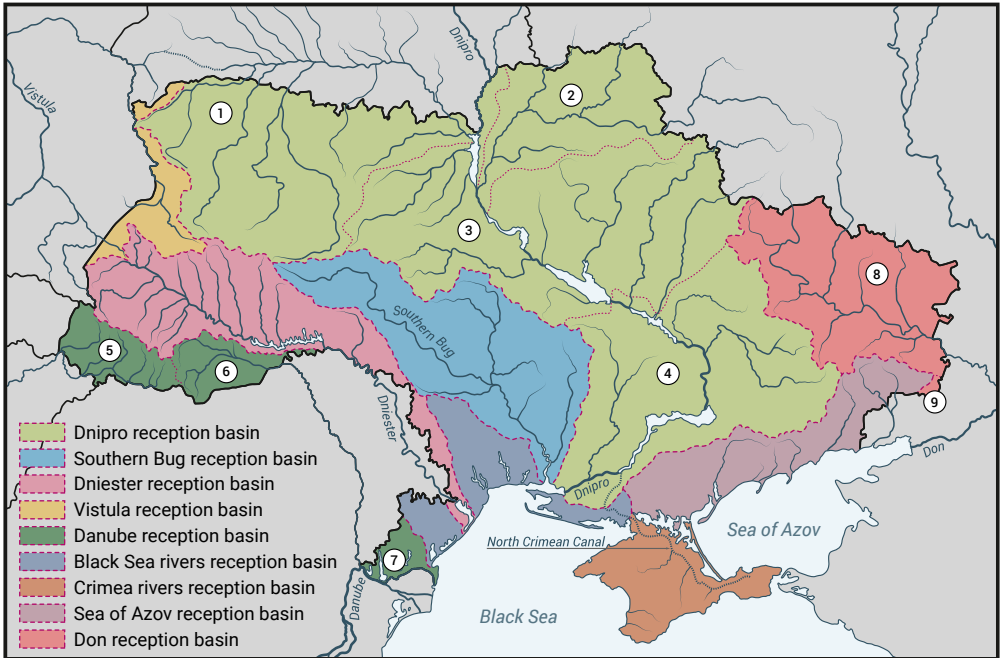 Dnipro
2
Vistula
1
3
8
Southern Bug
5
6
4
9
Dniester
Don
Dnipro
Sea of Azov
North Crimean Canal
7
Danube
Black Sea
Dnipro reception basin
Southern Bug reception basin
Dniester reception basin
Vistula reception basin
Danube reception basin
Black Sea rivers reception basin
Crimea rivers reception basin
Sea of Azov reception basin
Don reception basin